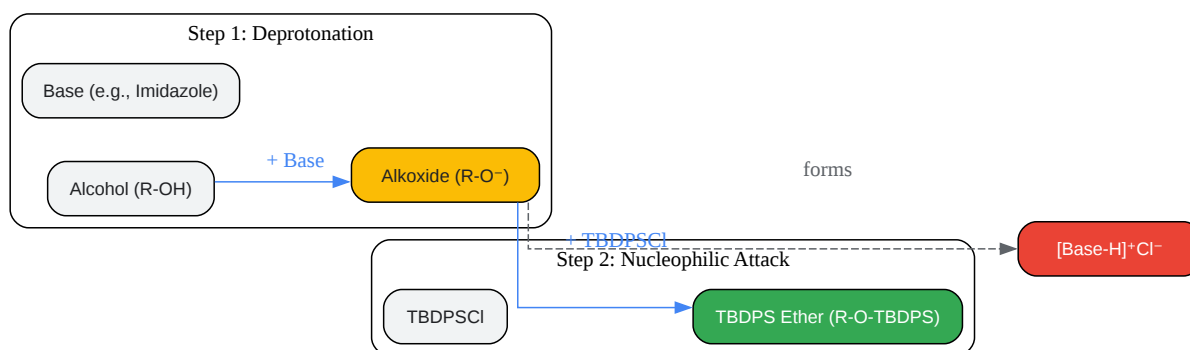 Step 1: Deprotonation
Base (e.g., Imidazole)
+ Base
Alcohol (R-OH)
Alkoxide (R-O⁻)
forms
+ TBDPSCl
Step 2: Nucleophilic Attack
[Base-H]⁺Cl⁻
TBDPSCl
TBDPS Ether (R-O-TBDPS)